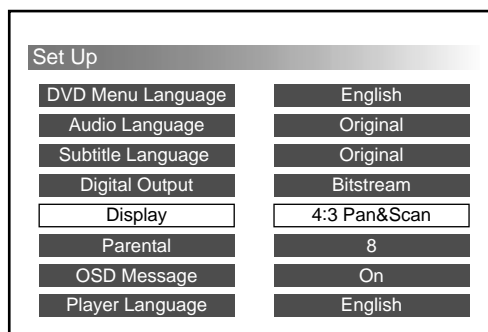 Set Up
DVD Menu Language English
Audio Language Original
Subtitle Language Original
Digital Output Bitstream
Display 4:3 Pan&Scan
Parental 8
OSD Message On
Player Language English